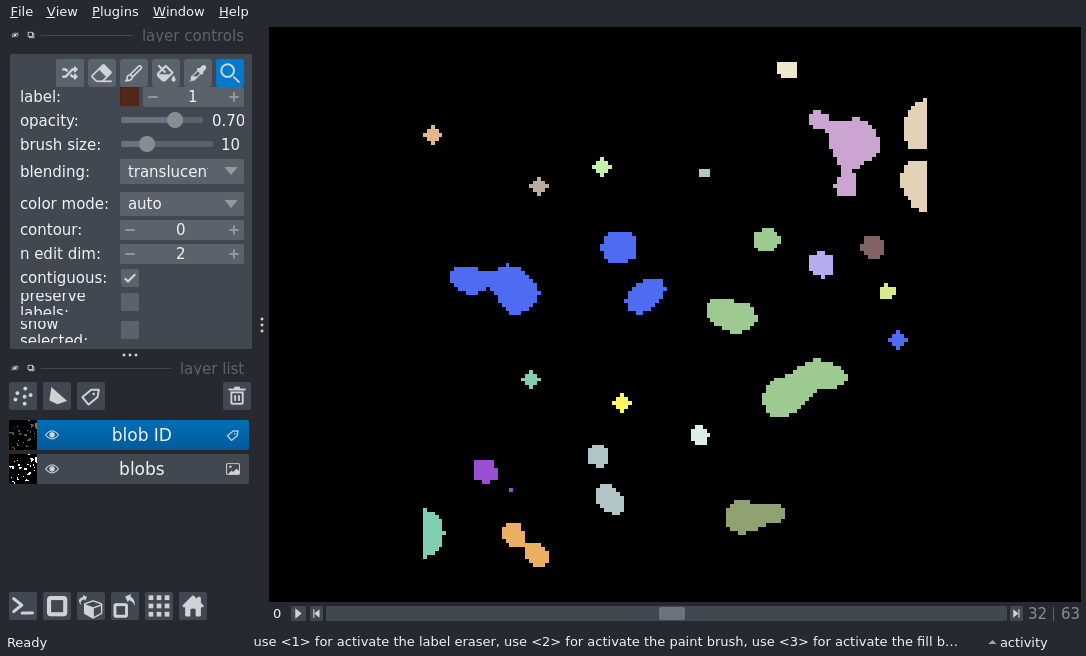 File View Plugins Window Help
layer controls
label: 1
opacity: 0.70
brush size: 10
blending: translucen
color mode: auto
contour: 0
n edit dim: 2
contiguous:
preserve
labels:
show
selected:
layer list
blob ID
blobs
0 32 63
Ready use <1> for activate the label eraser, use <2> for activate the paint brush, use <3> for activate the fill b... activity